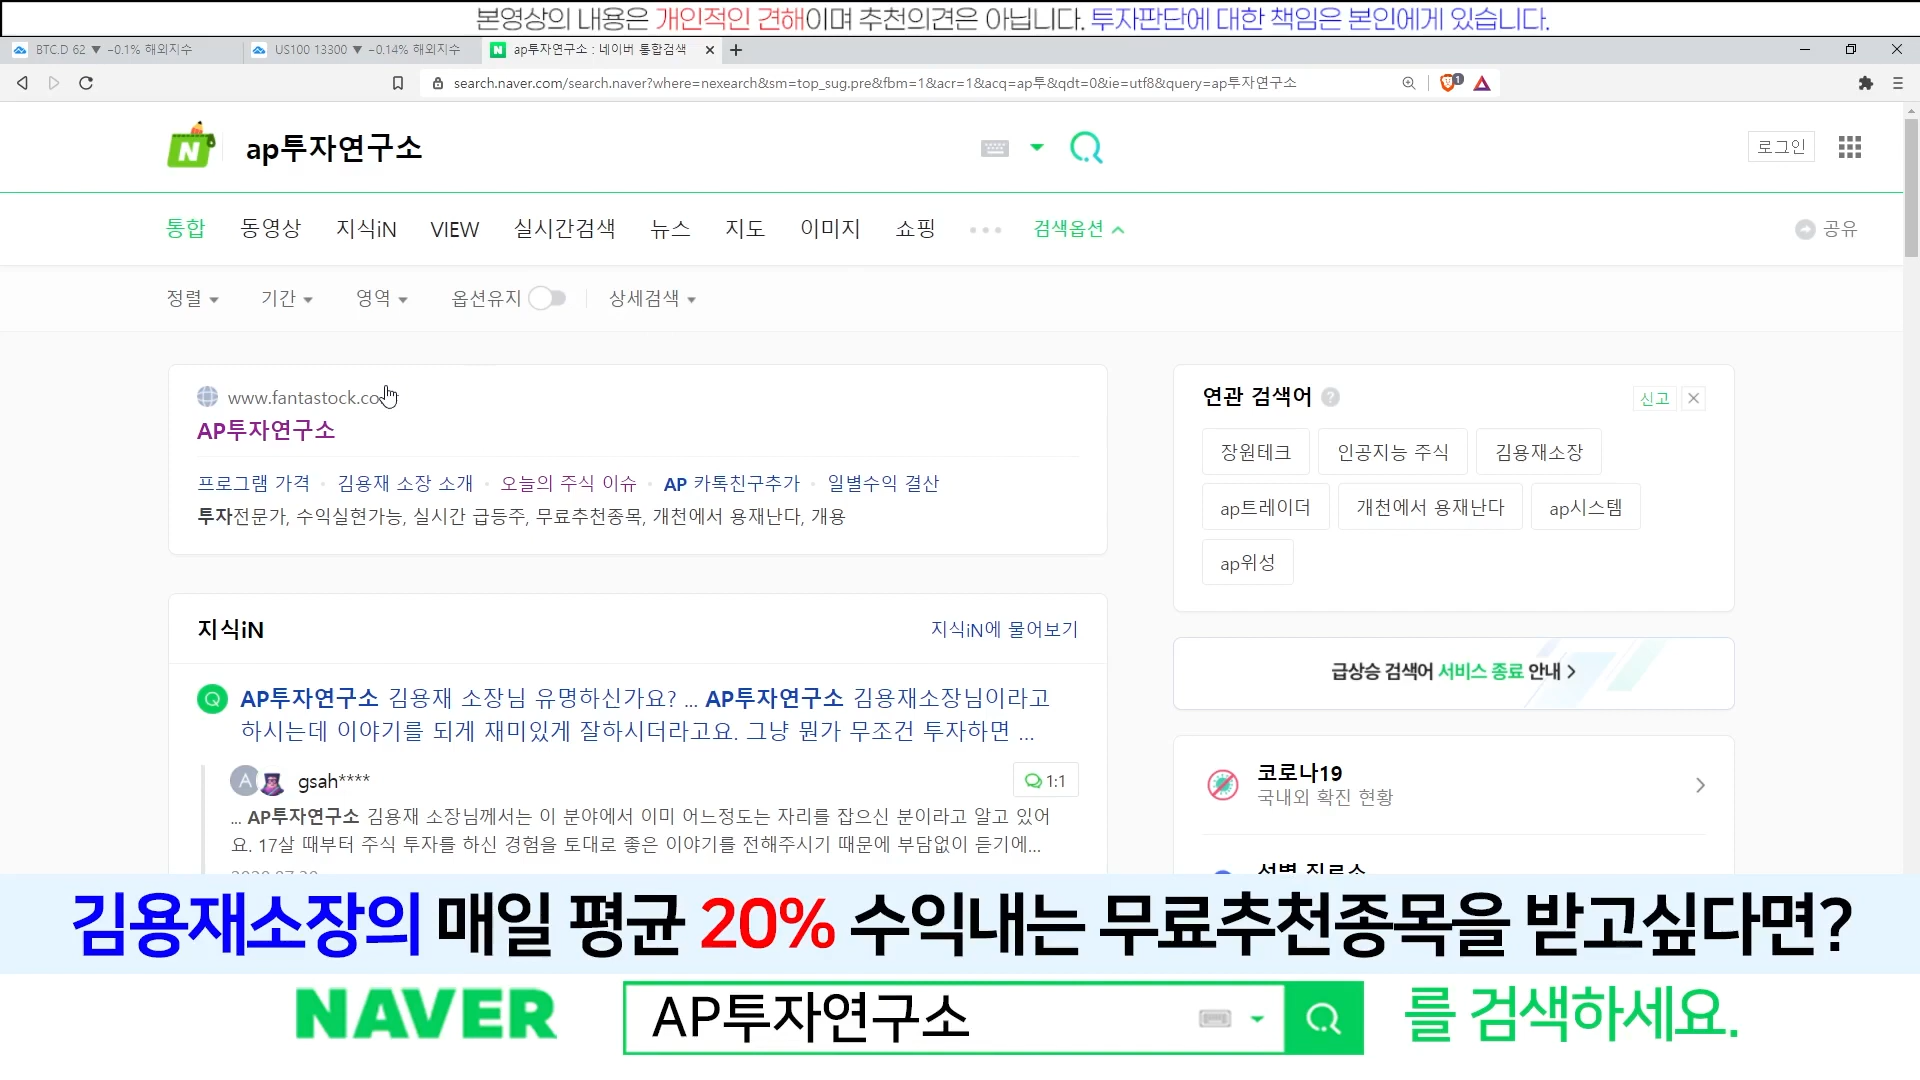 본영상의 내용은 개인적인 견해이며 추천의견은 아닙니다. 투자판단에 대한 책임은 본인에게 있습니다.
BTC.D 62 ▼ −0.1% 해외지수
US100 13300 ▼ −0.14% 해외지수
ap투자연구소 : 네이버 통합검색
search.naver.com/search.naver?where=nexearch&sm=top_sug.pre&fbm=1&acr=1&acq=ap투&qdt=0&ie=utf8&query=ap투자연구소
1
N ap투자연구소
로그인
통합 동영상 지식iN VIEW 실시간검색 뉴스 지도 이미지 쇼핑 검색옵션
공유
정렬 기간 영역 옵션유지 상세검색
www.fantastock.co
AP투자연구소
프로그램 가격 · 김용재 소장 소개 · 오늘의 주식 이슈 · AP 카톡친구추가 · 일별수익 결산
투자전문가, 수익실현가능, 실시간 급등주, 무료추천종목, 개천에서 용재난다, 개용
연관 검색어 ?
신고
장원테크 인공지능 주식 김용재소장
ap트레이더 개천에서 용재난다 ap시스템
ap위성
지식iN
지식iN에 물어보기
Q AP투자연구소 김용재 소장님 유명하신가요? ... AP투자연구소 김용재소장님이라고
하시는데 이야기를 되게 재미있게 잘하시더라고요. 그냥 뭔가 무조건 투자하면 ...
A gsah****
1:1
... AP투자연구소 김용재 소장님께서는 이 분야에서 이미 어느정도는 자리를 잡으신 분이라고 알고 있어
요. 17살 때부터 주식 투자를 하신 경험을 토대로 좋은 이야기를 전해주시기 때문에 부담없이 듣기에...
급상승 검색어 서비스 종료 안내
코로나19
국내외 확진 현황
김용재소장의 매일 평균 20% 수익내는 무료추천종목을 받고싶다면?
NAVER AP투자연구소 를 검색하세요.